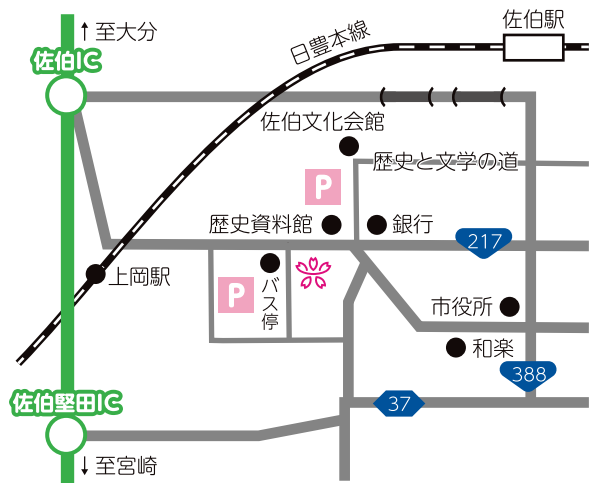 佐伯駅
至大分
日豊本線
佐伯IC
佐伯文化会館
歴史と文学の道
P
歴史資料館
銀行
217
上岡駅
P
バス停
市役所
和楽
388
佐伯堅田IC
37
至宮崎